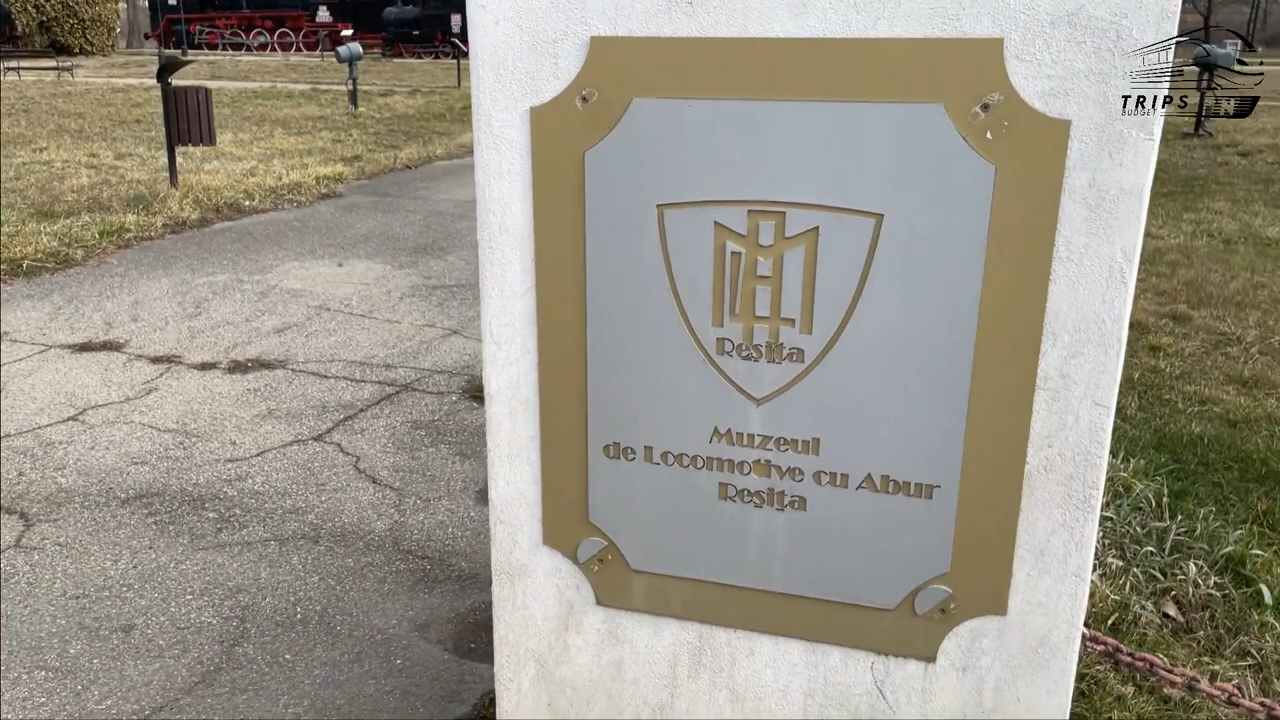 TRIPS
BUDGET
Reșița
Muzeul
de Locomotive cu Abur
Reșița